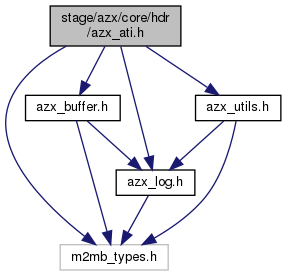 stage/azx/core/hdr
/azx_ati.h
azx_buffer.h
azx_utils.h
azx_log.h
m2mb_types.h